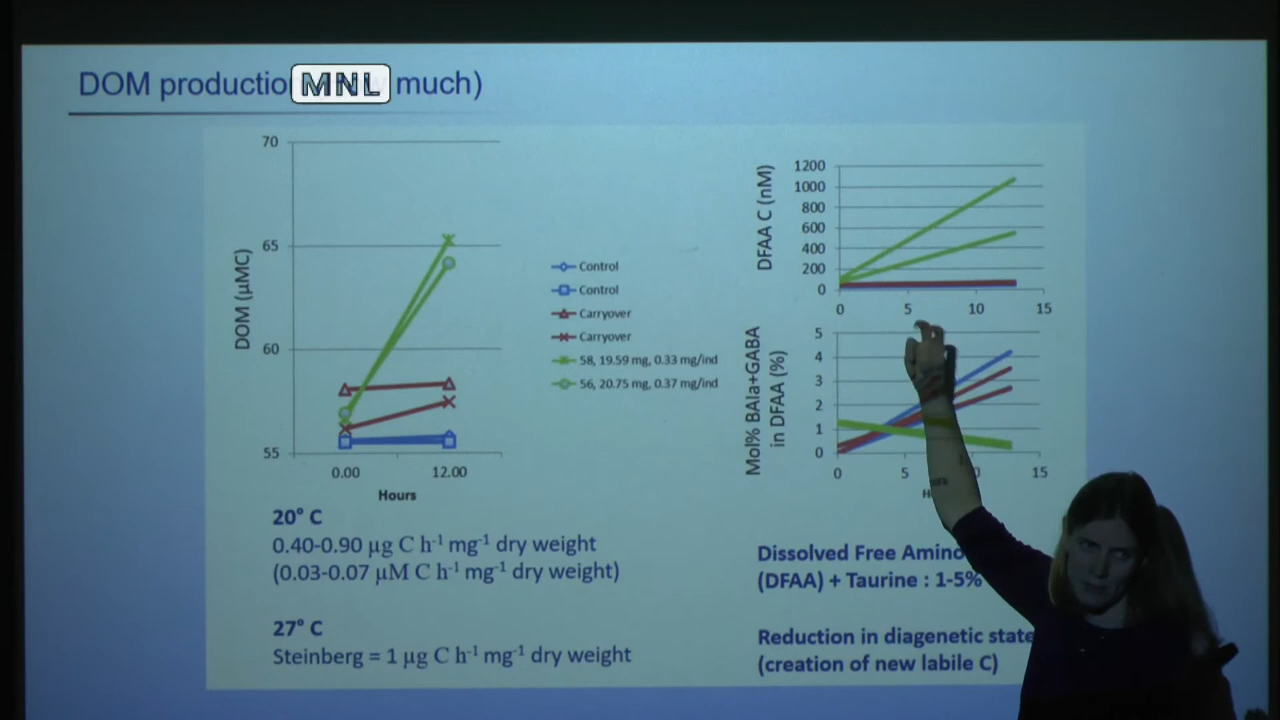 DOM productio MNL much)
70
65
60
55
DOM (µMC)
0.00 12.00
Hours
Control
Control
Carryover
Carryover
58, 19.59 mg, 0.33 mg/ind
56, 20.75 mg, 0.37 mg/ind
20° C
0.40-0.90 µg C h⁻¹ mg⁻¹ dry weight
(0.03-0.07 µM C h⁻¹ mg⁻¹ dry weight)
27° C
Steinberg = 1 µg C h⁻¹ mg⁻¹ dry weight
DFAA C (nM)
1200
1000
800
600
400
200
0
0 5 10 15
Mol% BAla+GABA
in DFAA (%)
5
4
3
2
1
0
0 5 15
Dissolved Free Amino
(DFAA) + Taurine : 1-5%
Reduction in diagenetic state
(creation of new labile C)